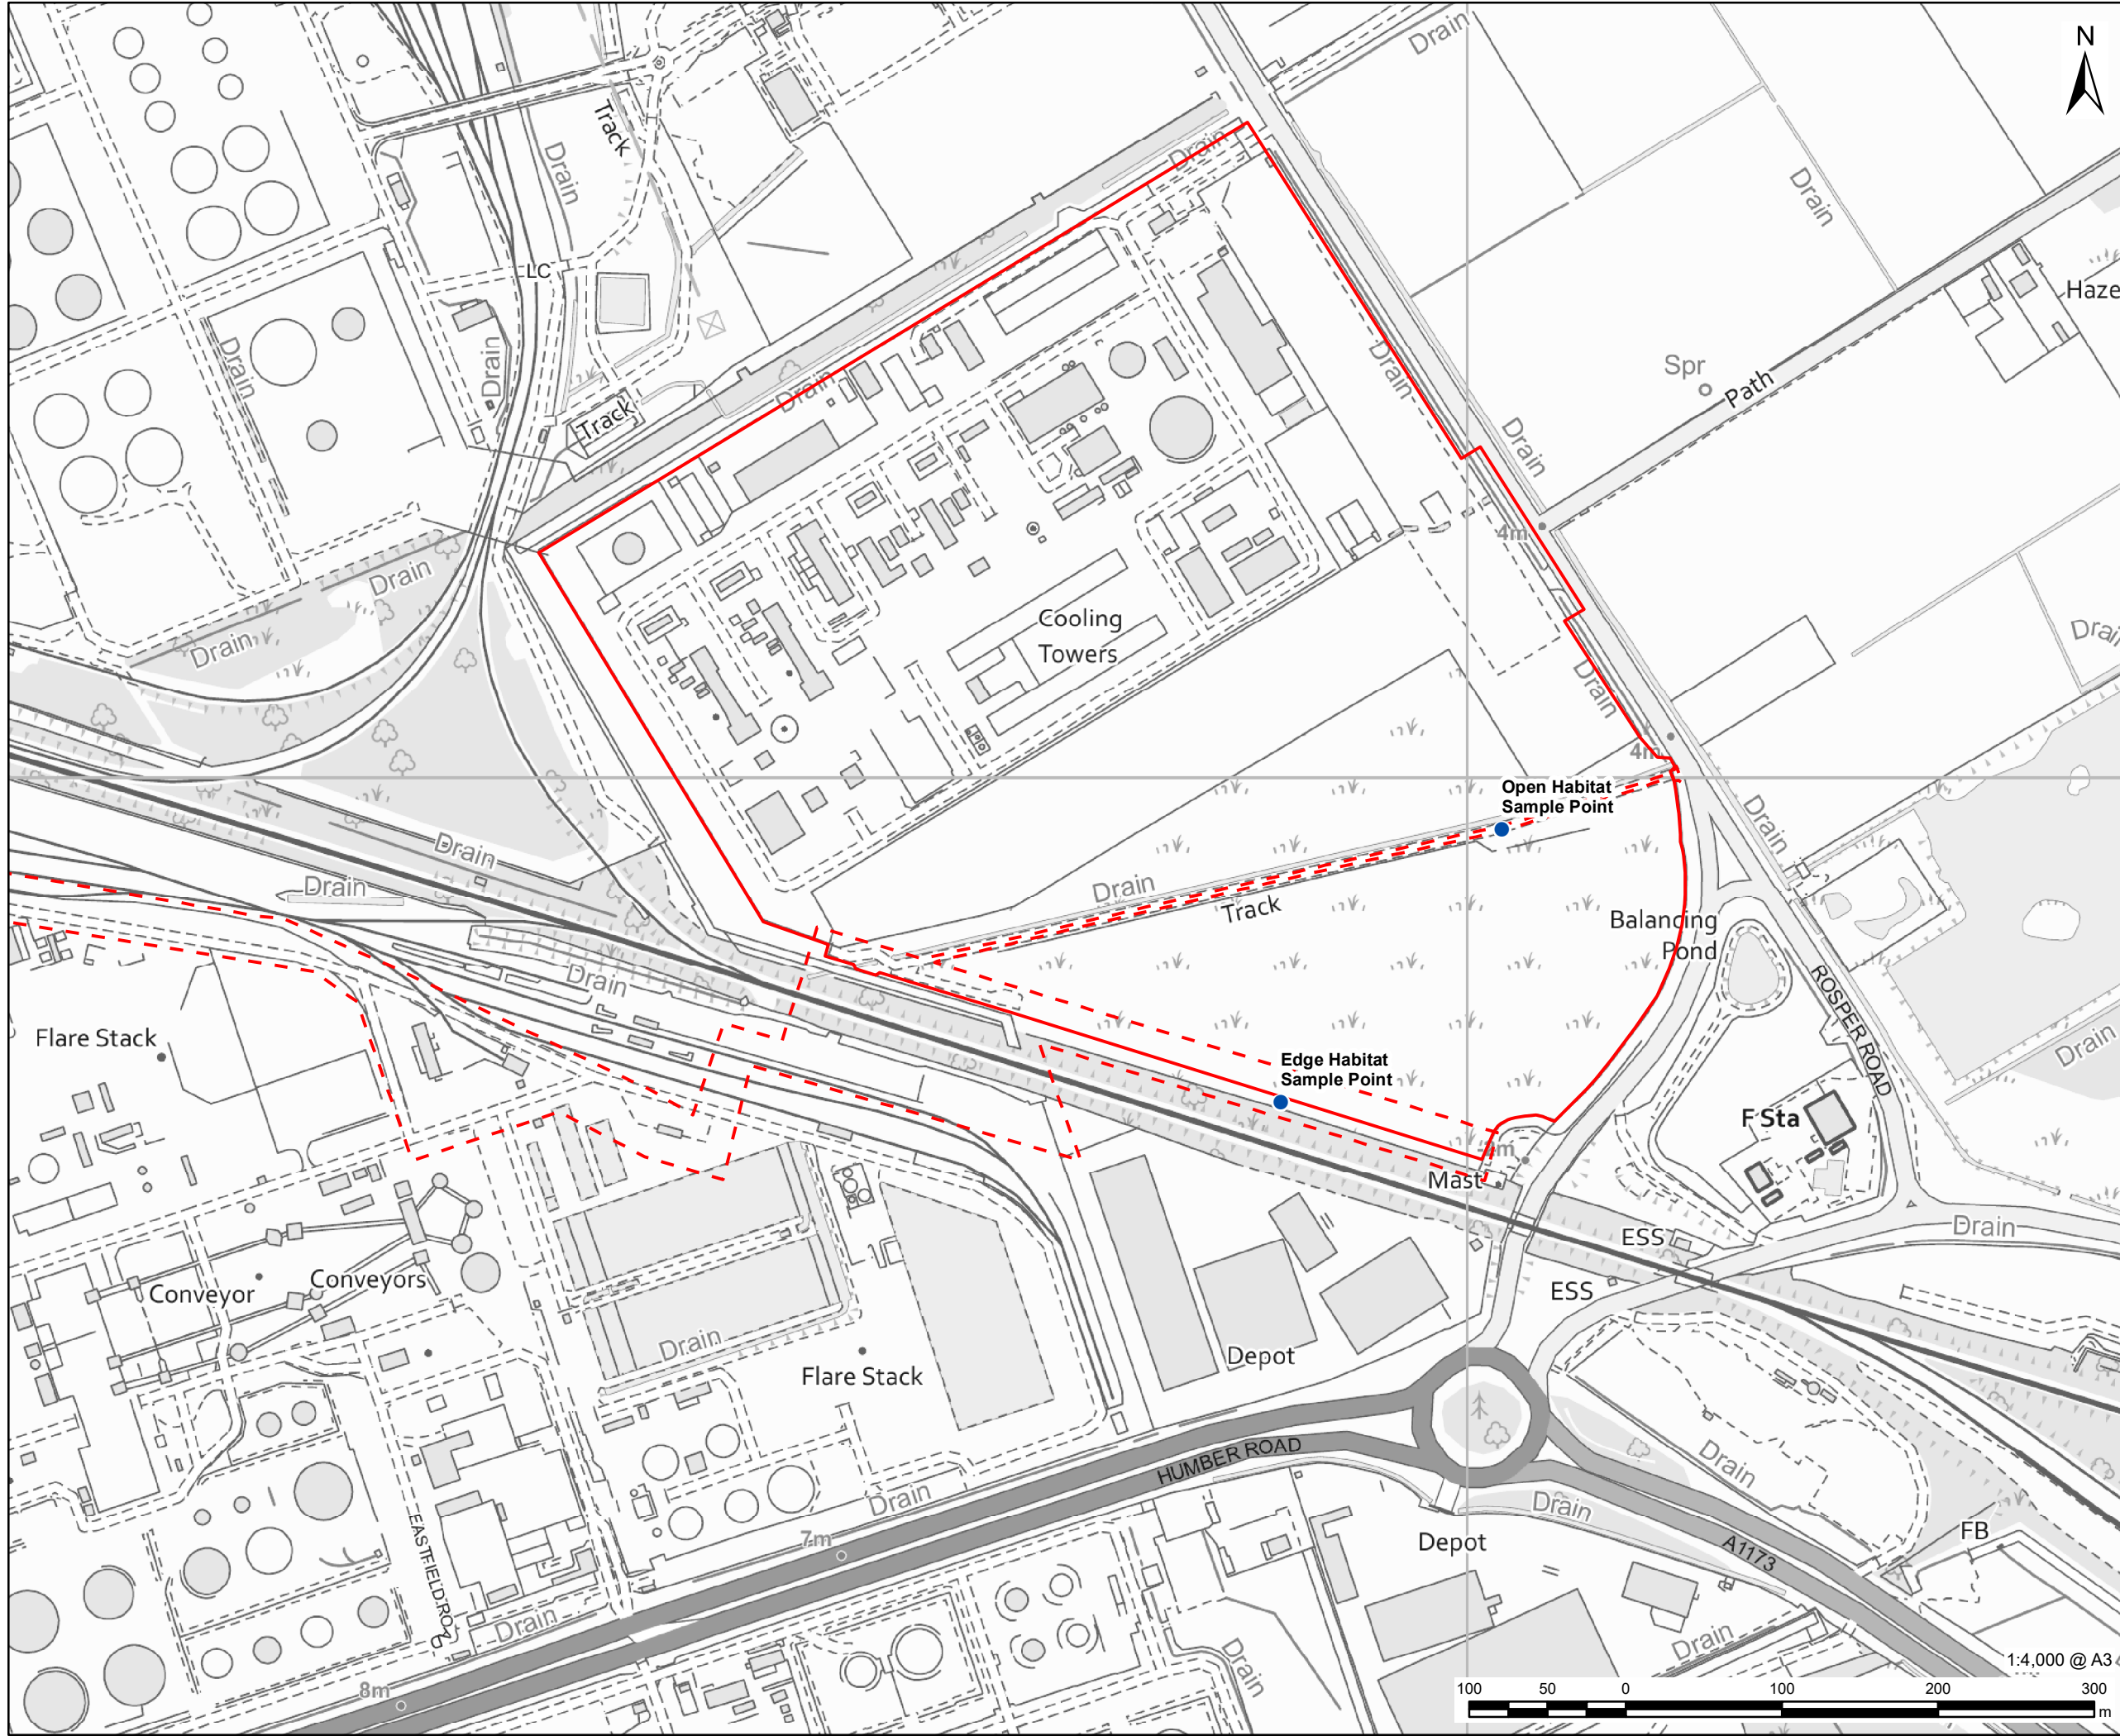 Drain
N
Track
Drain
Drain
Drain
LC
Haze
Drain
Drain
Drain
Spr
Path
Drain
Track
Drain
4m
Drain
Cooling
Towers
Drain
Drain
Drain
4m
Open Habitat
Sample Point
Drain
Drain
Drain
Drain
Track
Balancing
Pond
Drain
ROSPER ROAD
Flare Stack
Drain
Edge Habitat
Sample Point
F Sta
Mast
Drain
ESS
Conveyor
Conveyors
ESS
Drain
Depot
Flare Stack
HUMBER ROAD
Drain
Drain
Drain
7m
Depot
A1173
FB
EASTFIELD ROAD
Drain
Drain
Drain
8m
1:4,000 @ A3
100 50 0 100 200 300
m